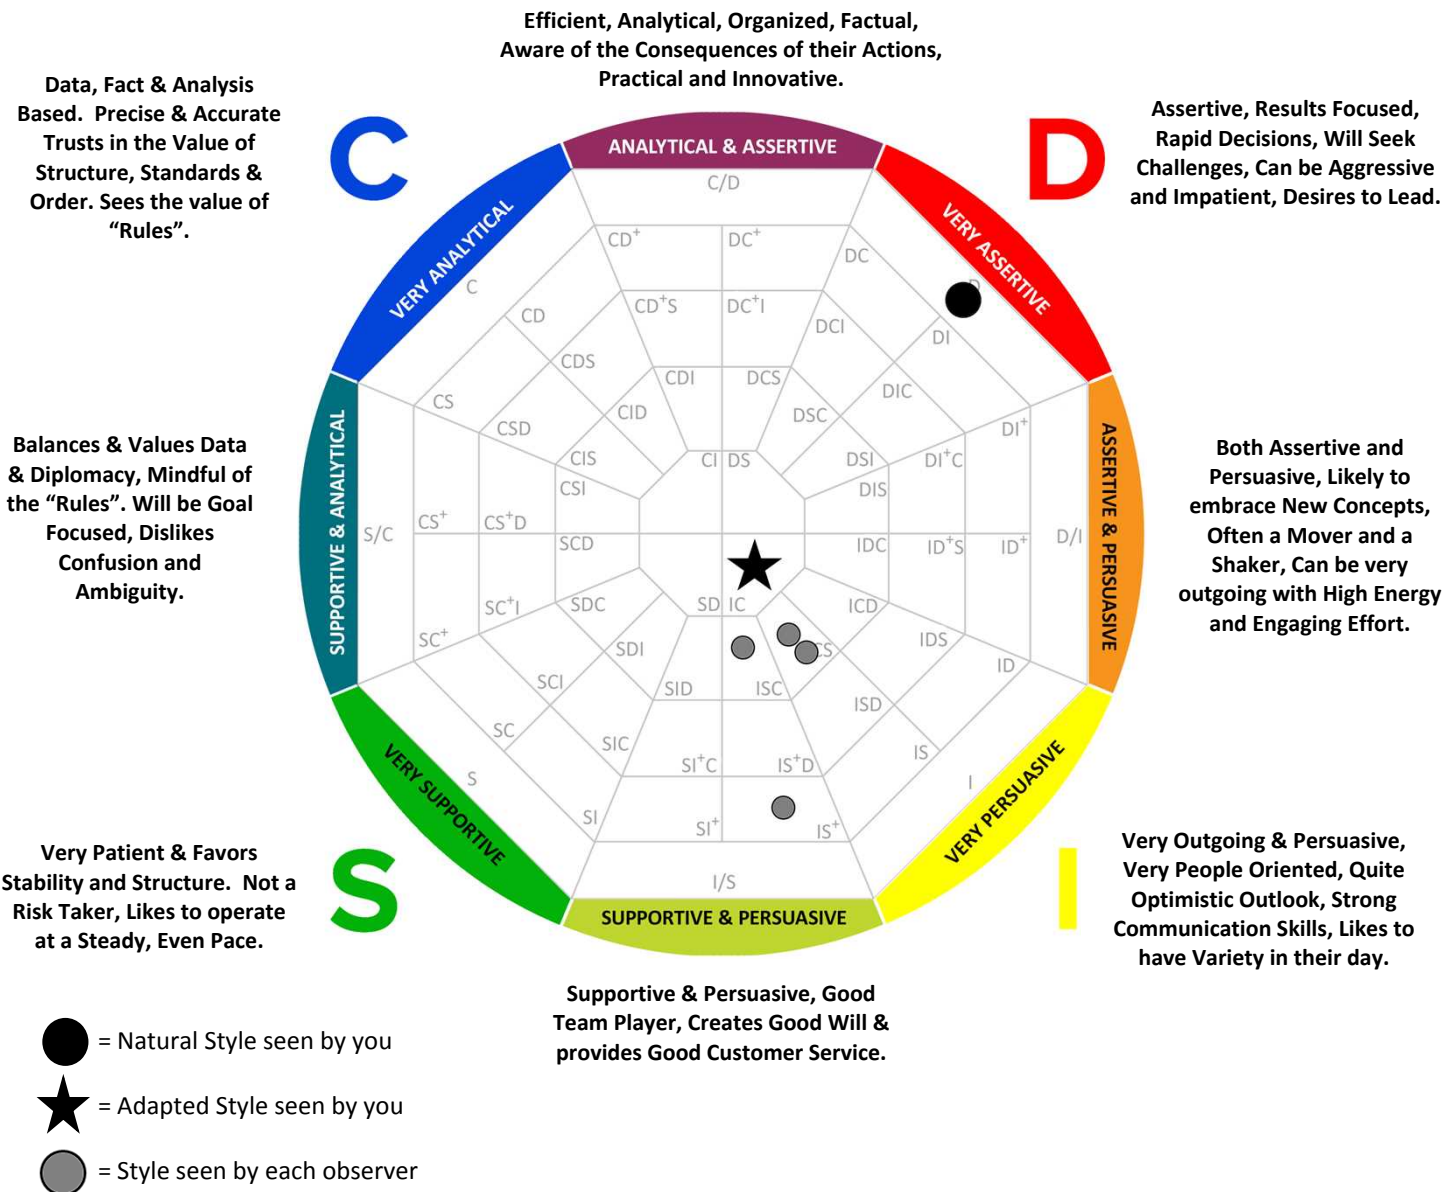 Efficient, Analytical, Organized, Factual,
Aware of the Consequences of their Actions,
Practical and Innovative.
Data, Fact & Analysis
Based. Precise & Accurate
Trusts in the Value of
Structure, Standards &
Order. Sees the value of
“Rules”.
C
D
Assertive, Results Focused,
Rapid Decisions, Will Seek
Challenges, Can be Aggressive
and Impatient, Desires to Lead.
ANALYTICAL & ASSERTIVE
VERY ANALYTICAL
VERY ASSERTIVE
C/D
CD+
DC+
DC
C
D
CD
CD+S
DC+I
DCI
DI
CDS
CDI
DCS
DIC
CS
CID
DSC
CSD
DI+
CIS
CI
DS
DSI
DI+C
CSI
DIS
Balances & Values Data
& Diplomacy, Mindful of
the “Rules”. Will be Goal
Focused, Dislikes
Confusion and
Ambiguity.
SUPPORTIVE & ANALYTICAL
ASSERTIVE & PERSUASIVE
Both Assertive and
Persuasive, Likely to
embrace New Concepts,
Often a Mover and a
Shaker, Can be very
outgoing with High Energy
and Engaging Effort.
S/C
CS+
CS+D
SCD
IDC
ID+S
ID+
D/I
SC+I
SDC
SD
IC
ICD
SC+
SDI
CS
IDS
ID
SCI
SID
ISC
ISD
SC
SIC
SI+C
IS+D
IS
S
I
SI
SI+
IS+
I/S
VERY SUPPORTIVE
VERY PERSUASIVE
SUPPORTIVE & PERSUASIVE
Very Patient & Favors
Stability and Structure. Not a
Risk Taker, Likes to operate
at a Steady, Even Pace.
S
I
Very Outgoing & Persuasive,
Very People Oriented, Quite
Optimistic Outlook, Strong
Communication Skills, Likes to
have Variety in their day.
Supportive & Persuasive, Good
Team Player, Creates Good Will &
provides Good Customer Service.
= Natural Style seen by you
= Adapted Style seen by you
= Style seen by each observer